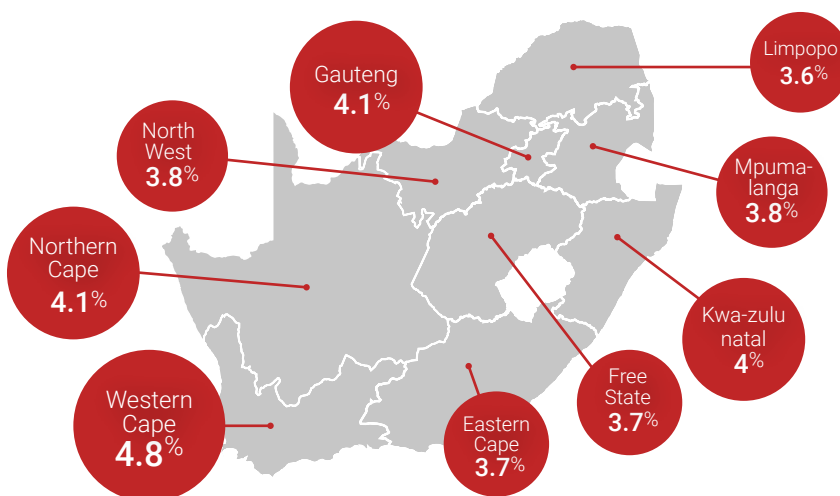 Limpopo
3.6%
Gauteng
4.1%
North
West
3.8%
Mpuma-
langa
3.8%
Northern
Cape
4.1%
Kwa-zulu
natal
4%
Free
State
3.7%
Western
Cape
4.8%
Eastern
Cape
3.7%